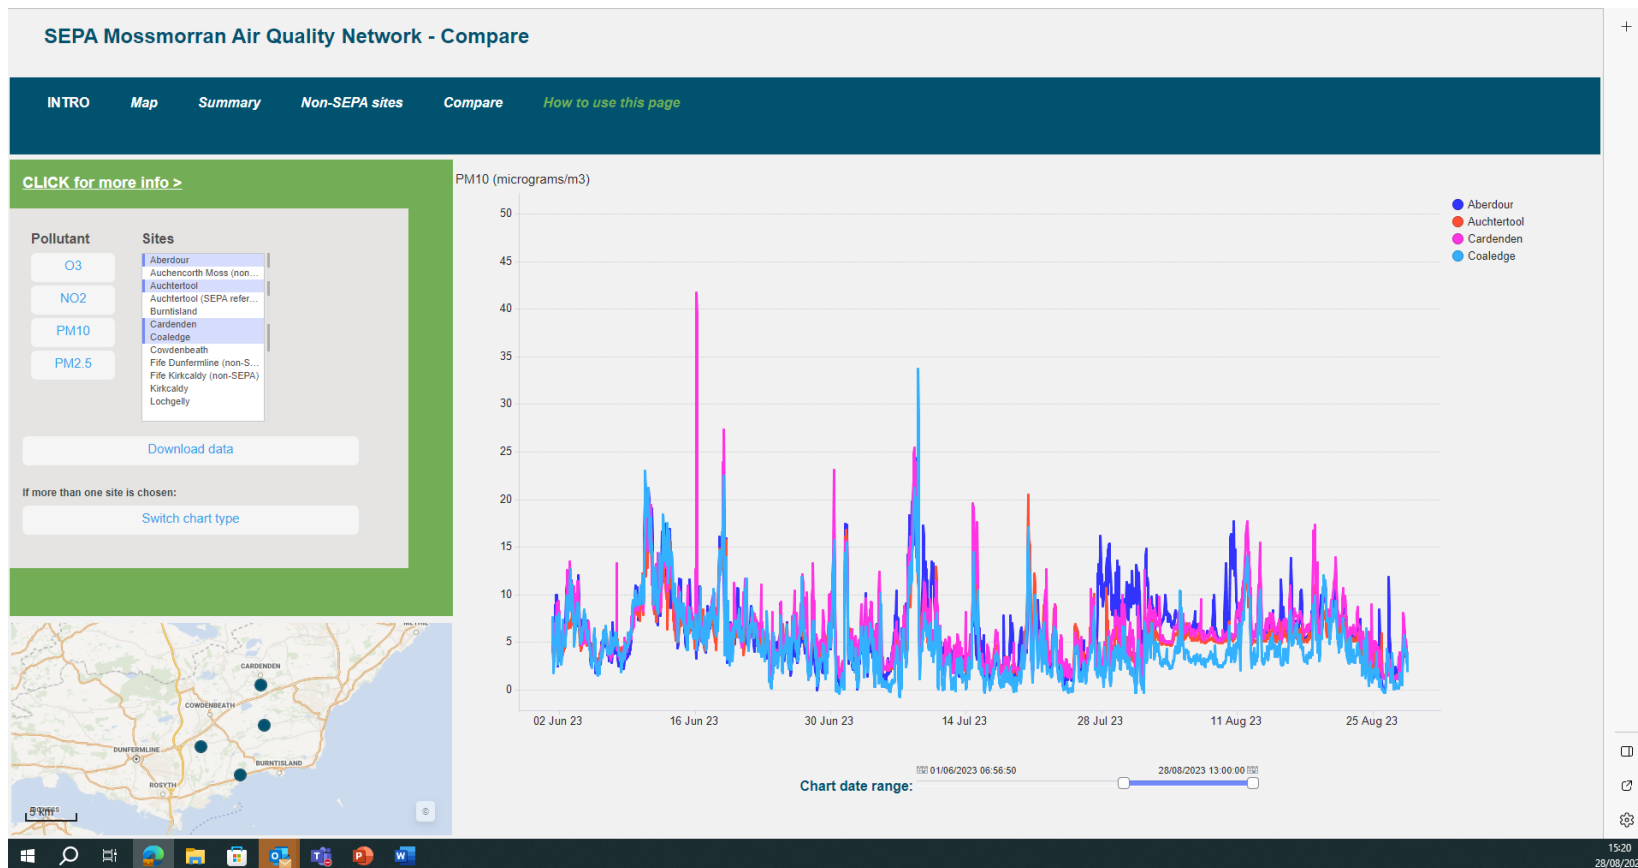 SEPA Mossmorran Air Quality Network - Compare
INTRO Map Summary Non-SEPA sites Compare How to use this page
CLICK for more info >
Pollutant
O3
NO2
PM10
PM2.5
Sites
Aberdour
Auchencorth Moss (non...
Auchtertool
Auchtertool (SEPA refer...
Burntisland
Cardenden
Coaledge
Cowdenbeath
Fife Dunfermline (non-S...
Fife Kirkcaldy (non-SEPA)
Kirkcaldy
Lochgelly
Download data
If more than one site is chosen:
Switch chart type
PM10 (micrograms/m3)
50
45
40
35
30
25
20
15
10
5
0
02 Jun 23 16 Jun 23 30 Jun 23 14 Jul 23 28 Jul 23 11 Aug 23 25 Aug 23
Aberdour
Auchtertool
Cardenden
Coaledge
Chart date range:
01/06/2023 06:56:50 28/08/2023 13:00:00
CARDENDEN
COWDENBEATH
DUNFERMLINE
BURNTISLAND
ROSYTH
5 km
©
15:20
28/08/202